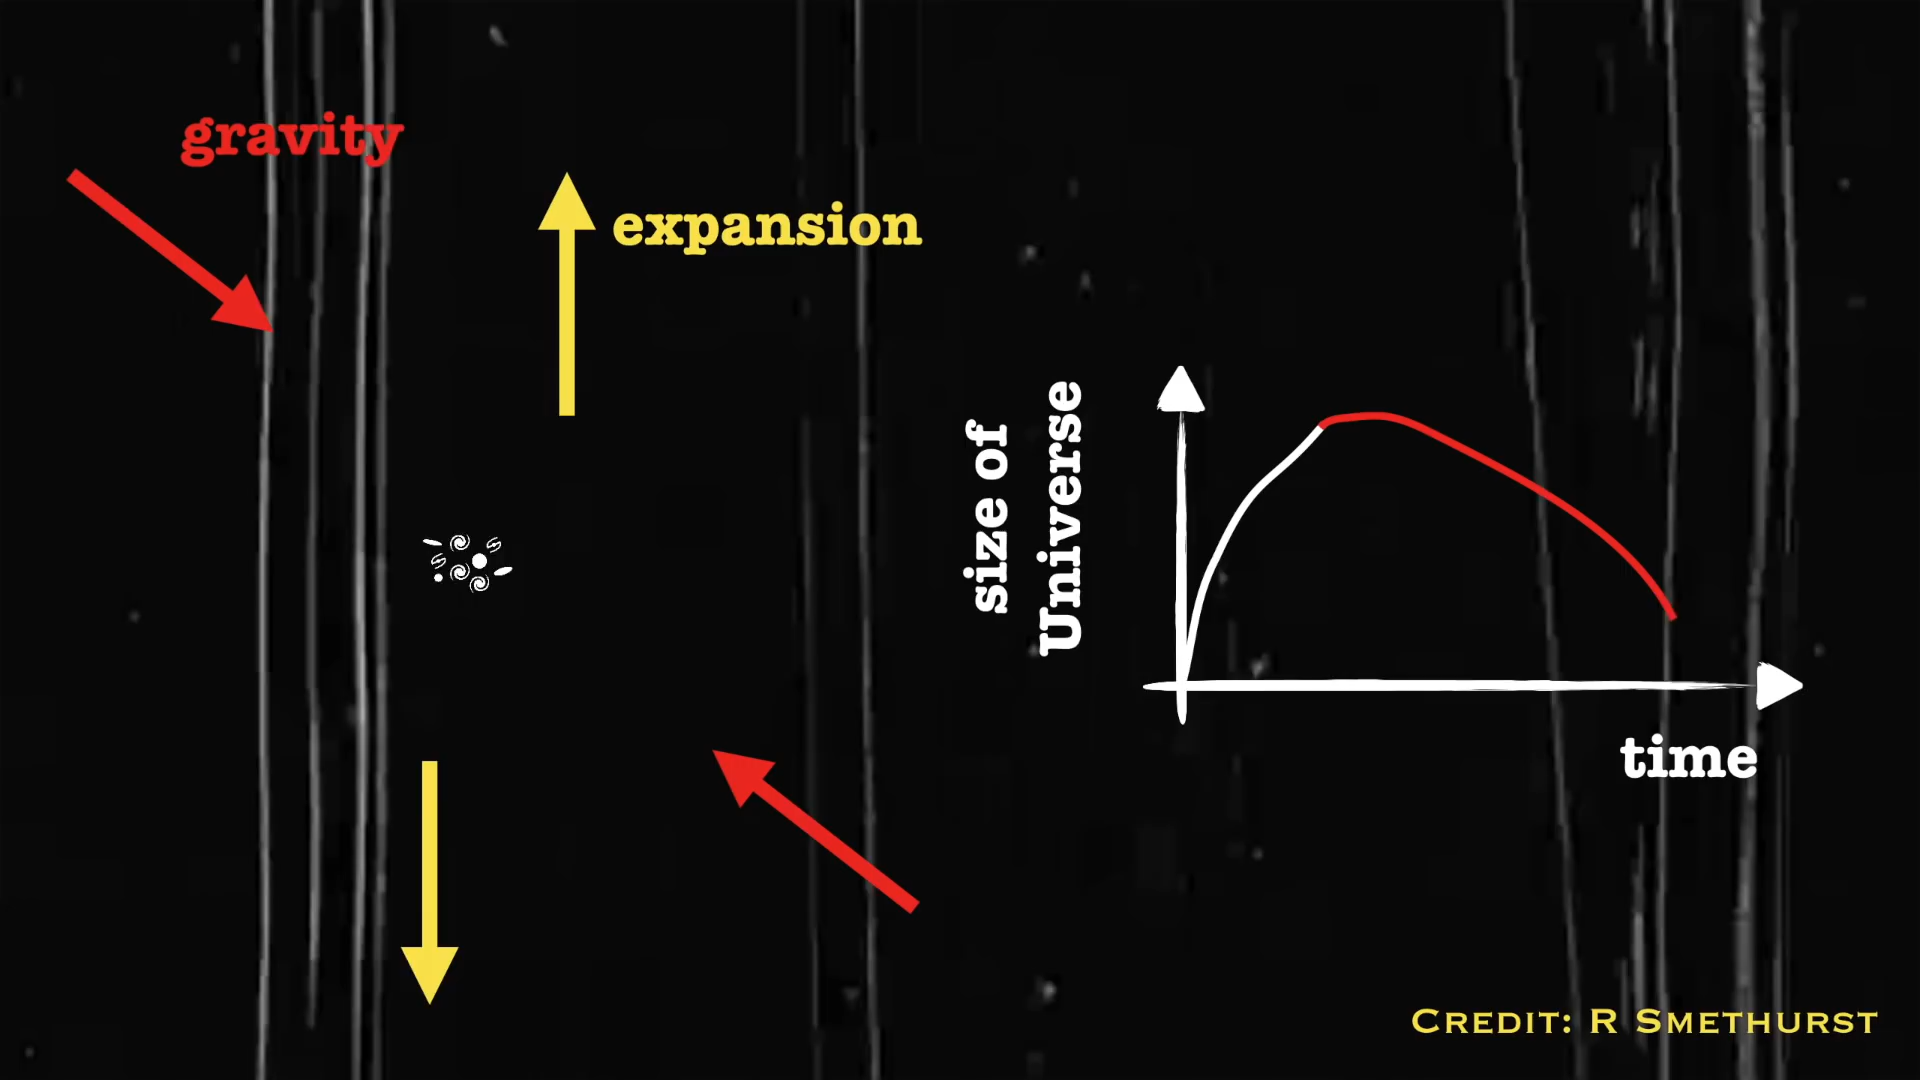 gravity
expansion
size of
Universe
time
Credit: R Smethurst